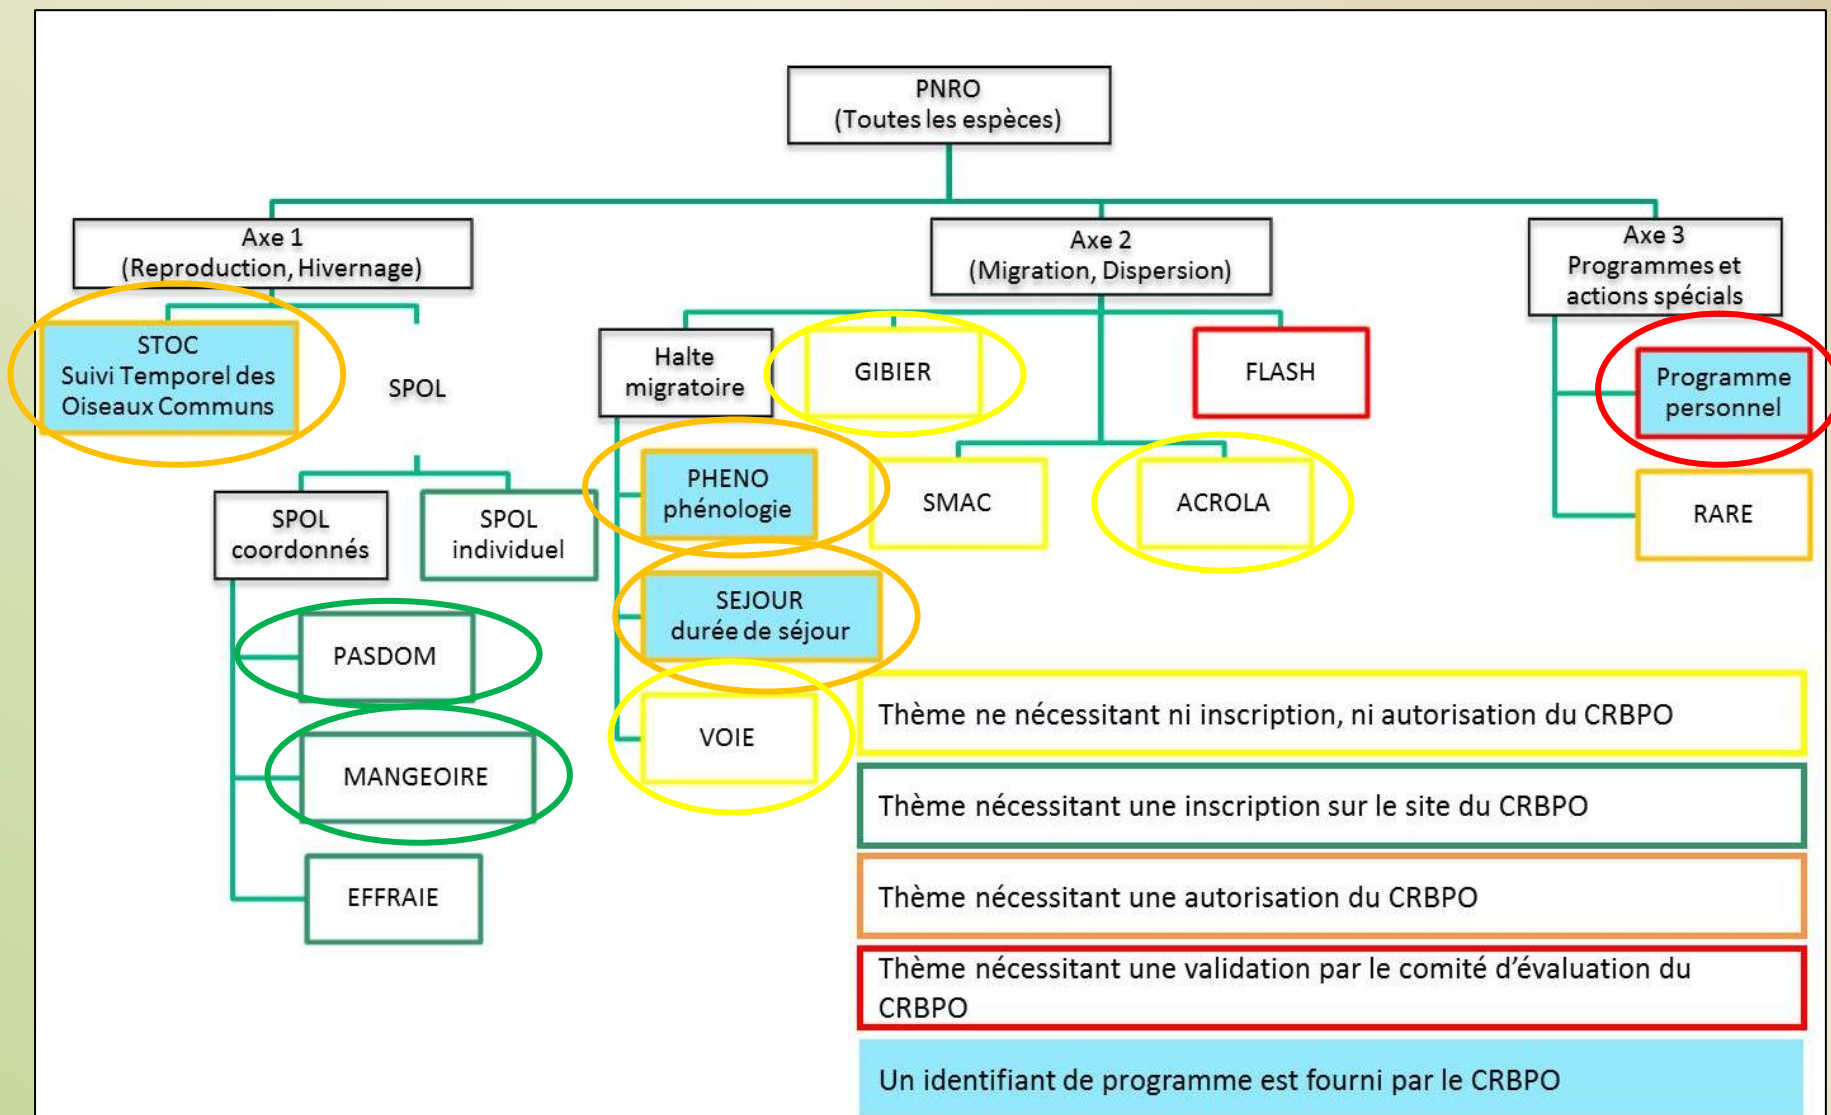 PNRO
(Toutes les espèces)
Axe 1
(Reproduction, Hivernage)
Axe 2
(Migration, Dispersion)
Axe 3
Programmes et
actions spécials
STOC
Suivi Temporel des
Oiseaux Communs
SPOL
Halte
migratoire
GIBIER
FLASH
Programme
personnel
SPOL
coordonnés
SPOL
individuel
PHENO
phénologie
SMAC
ACROLA
RARE
PASDOM
SEJOUR
durée de séjour
MANGEOIRE
VOIE
EFFRAIE
Thème ne nécessitant ni inscription, ni autorisation du CRBPO
Thème nécessitant une inscription sur le site du CRBPO
Thème nécessitant une autorisation du CRBPO
Thème nécessitant une validation par le comité d’évaluation du
CRBPO
Un identifiant de programme est fourni par le CRBPO